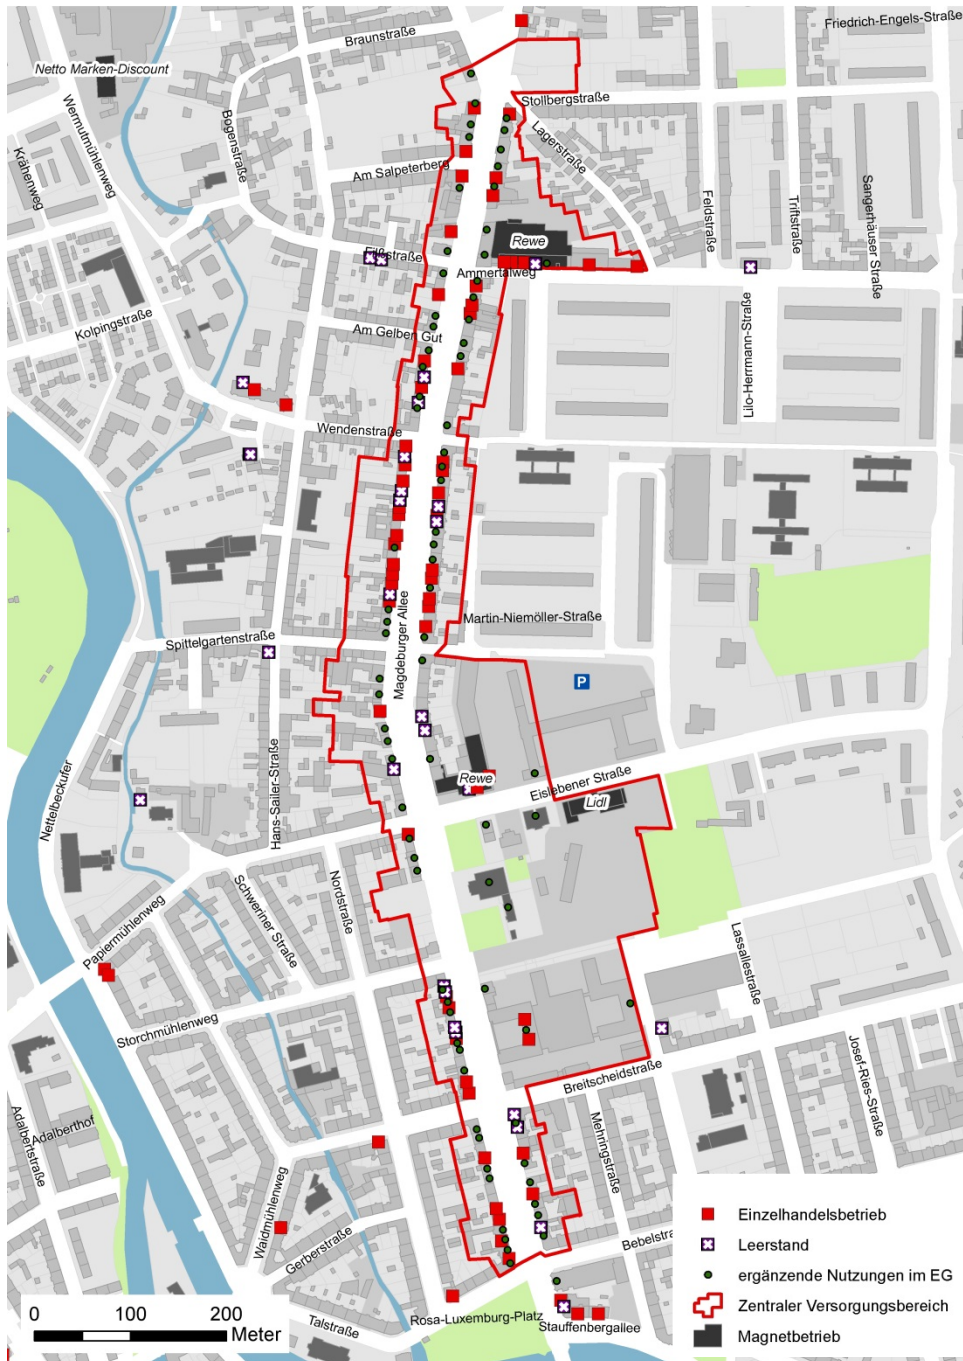 Friedrich-Engels-Straße
Braunstraße
Netto Marken-Discount
Wermutmühlenweg
Bogenstraße
Stollbergstraße
Lagerstraße
Krähenweg
Am Salpeterberg
Feldstraße
Triftstraße
Sangerhäuser Straße
Rewe
Filßstraße
Ammertalweg
Kolpingstraße
Am Gelben Gut
Lilo-Herrmann-Straße
Wendenstraße
Magdeburger Allee
Martin-Niemöller-Straße
Spittelgartenstraße
P
Hans-Sailer-Straße
Nettelbeckufer
Rewe
Eislebener Straße
Lidl
Nordstraße
Schweriner Straße
Papiermühlenweg
Lassallestraße
Storchmühlenweg
Josef-Ries-Straße
Breitscheidstraße
Adalberthof
Adalbertstraße
Mehringstraße
Waidmühlenweg
Gerberstraße
Bebelstr
Rosa-Luxemburg-Platz
Talstraße
Stauffenbergallee
Einzelhandelsbetrieb
Leerstand
ergänzende Nutzungen im EG
Zentraler Versorgungsbereich
Magnetbetrieb
0 100 200
Meter